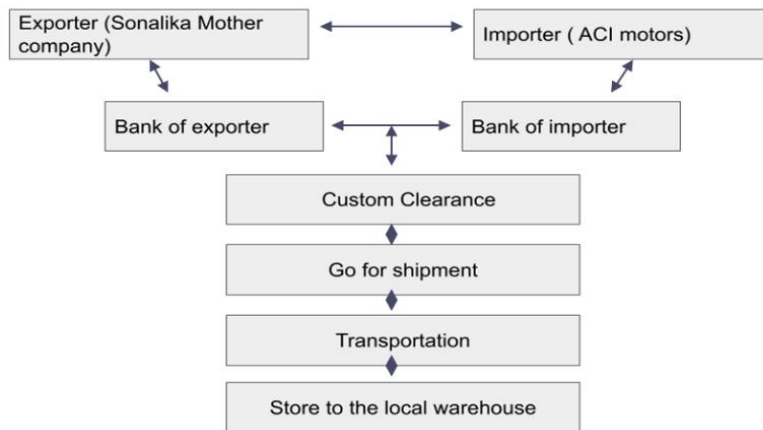 Exporter (Sonalika Mother
company)
Importer ( ACI motors)
Bank of exporter
Bank of importer
Custom Clearance
Go for shipment
Transportation
Store to the local warehouse